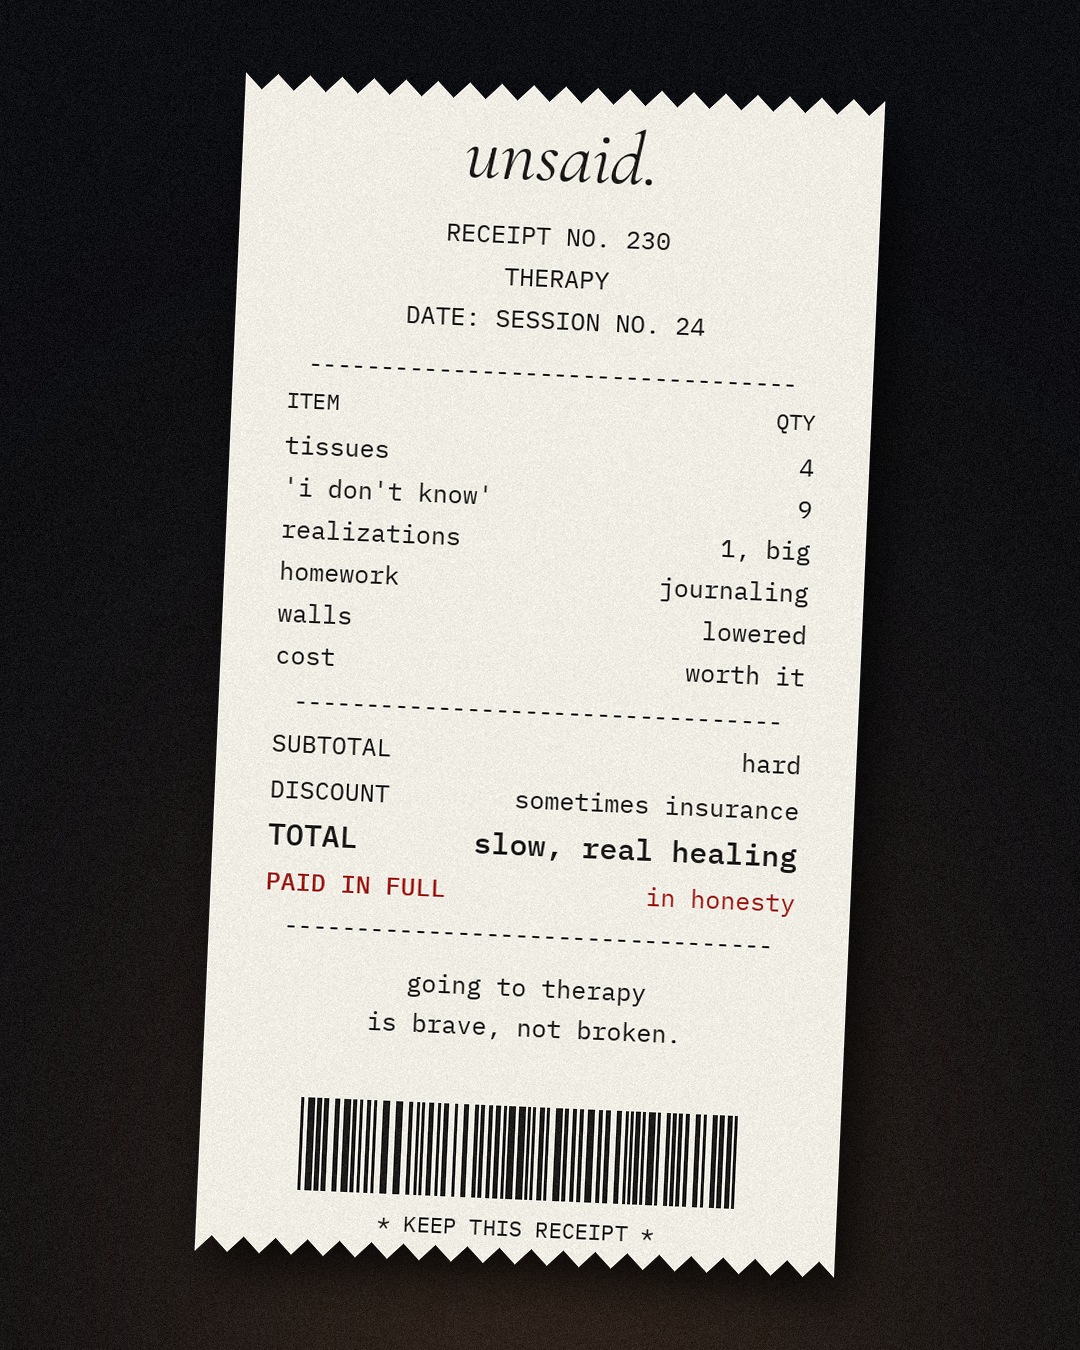 unsaid.
RECEIPT NO. 230
THERAPY
DATE: SESSION NO. 24
---------------------------------
ITEM QTY
tissues 4
'i don't know' 9
realizations 1, big
homework journaling
walls lowered
cost worth it
---------------------------------
SUBTOTAL hard
DISCOUNT sometimes insurance
TOTAL slow, real healing
PAID IN FULL in honesty
---------------------------------
going to therapy
is brave, not broken.
* KEEP THIS RECEIPT *